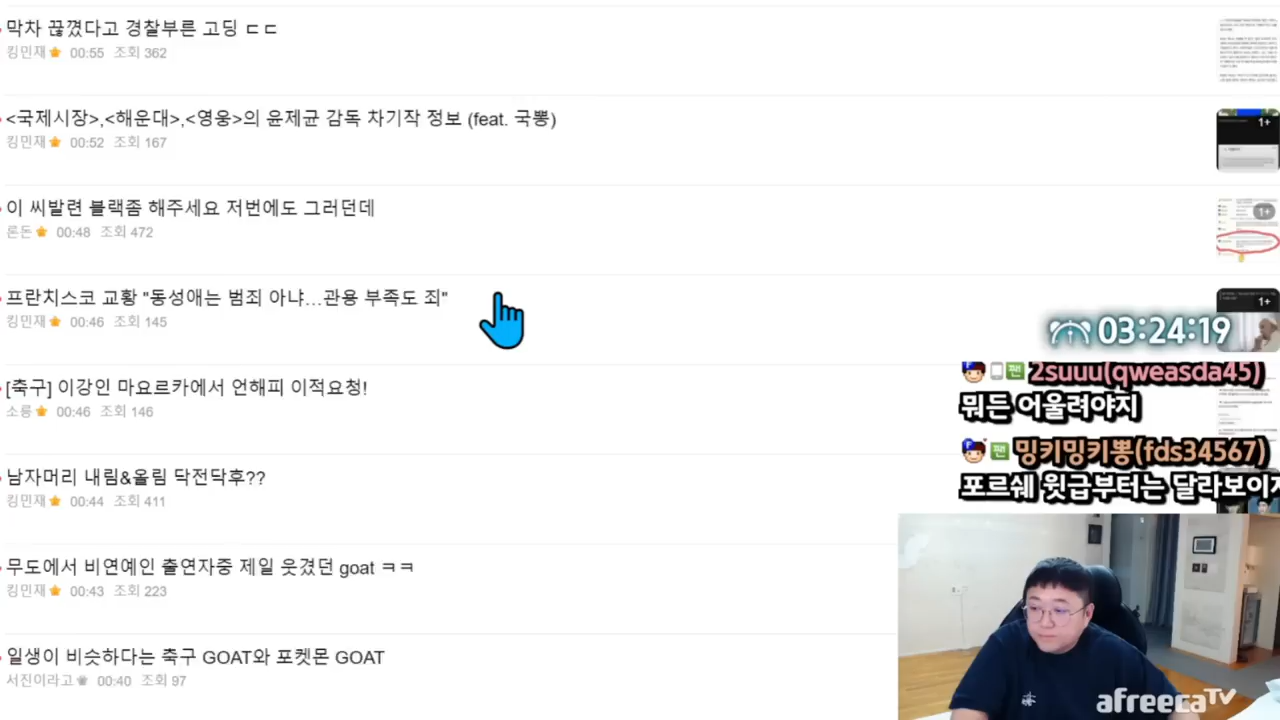 막차 끊겼다고 경찰부른 고딩 ㄷㄷ
킹민재 00:55 조회 362
<국제시장>,<해운대>,<영웅>의 윤제균 감독 차기작 정보 (feat. 국뽕)
킹민재 00:52 조회 167
1+
이 씨발련 블랙좀 해주세요 저번에도 그러던데
론돈 00:48 조회 472
1+
프란치스코 교황 "동성애는 범죄 아냐...관용 부족도 죄"
킹민재 00:46 조회 145
1+
03:24:19
[축구] 이강인 마요르카에서 언해피 이적요청!
소룽 00:46 조회 146
팬 2suuu(qweasda45)
뭐든 어울려야지
팬 밍키밍키뽕(fds34567)
포르쉐 윗급부터는 달라보이지
남자머리 내림&올림 닥전닥후??
킹민재 00:44 조회 411
무도에서 비연예인 출연자중 제일 웃겼던 goat ㅋㅋ
킹민재 00:43 조회 223
일생이 비슷하다는 축구 GOAT와 포켓몬 GOAT
서진이라고 00:40 조회 97
afreecaTV